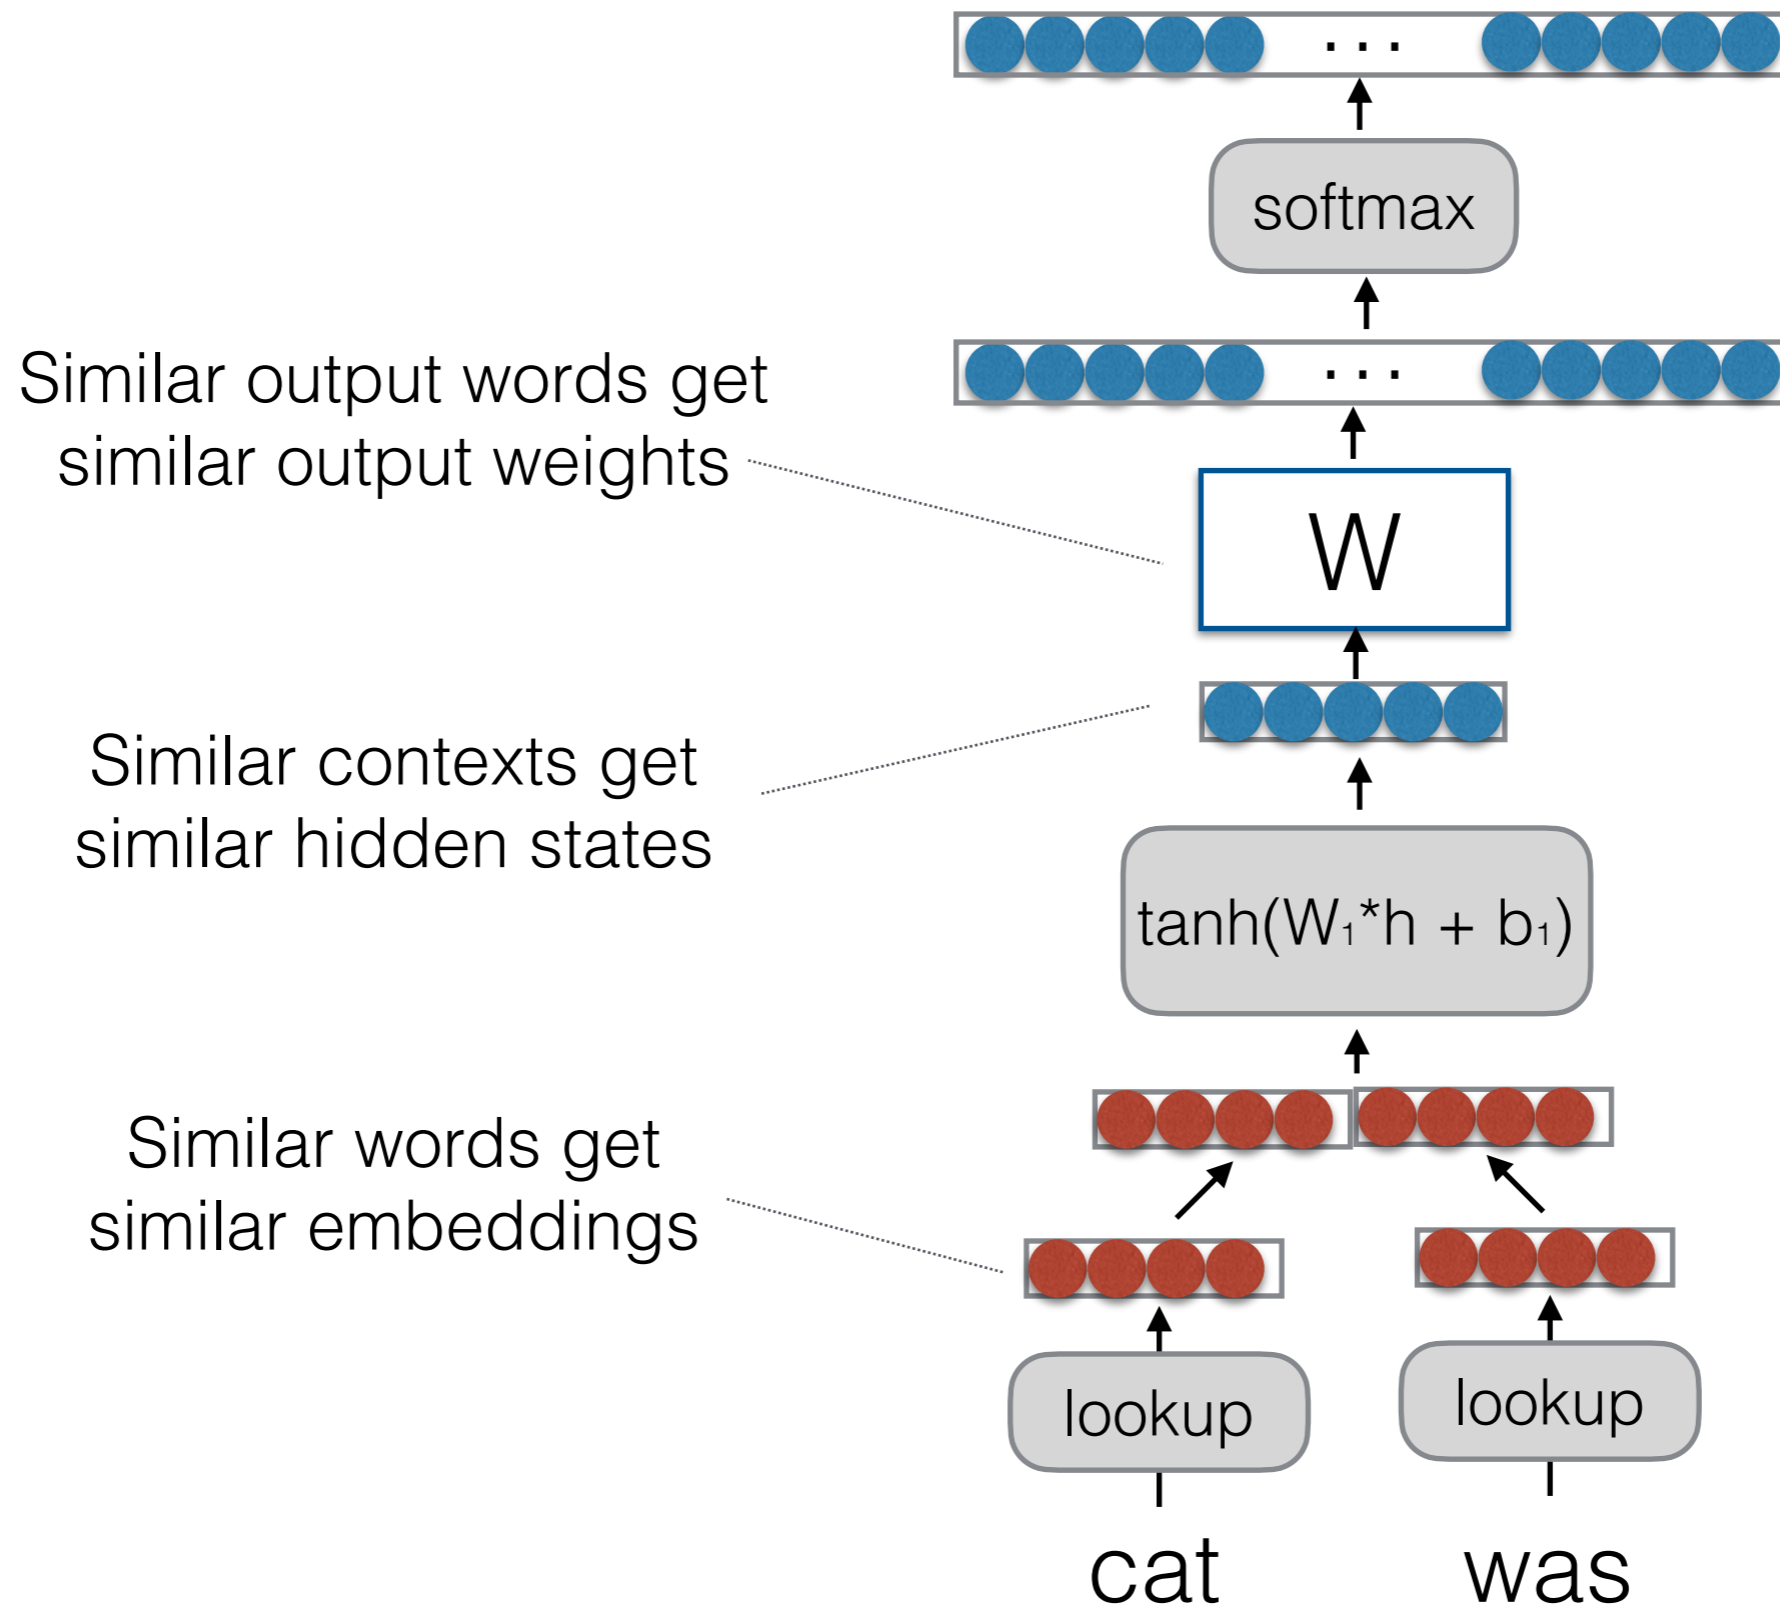 ...
softmax
Similar output words get
similar output weights
...
W
Similar contexts get
similar hidden states
tanh(W₁*h + b₁)
Similar words get
similar embeddings
lookup
lookup
cat
was